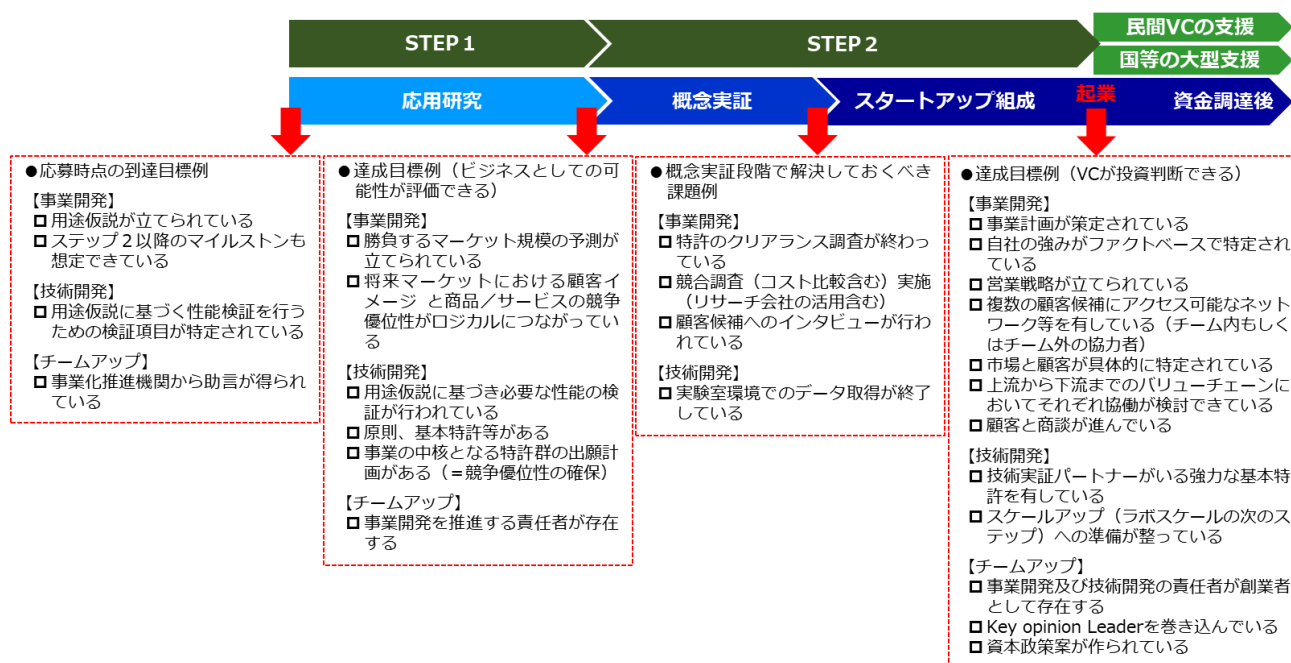 STEP１
STEP２
民間VCの支援
国等の大型支援
応用研究
概念実証
スタートアップ組成
起業
資金調達後
●応募時点の到達目標例
【事業開発】
用途仮説が立てられている
ステップ２以降のマイルストンも
想定できている
【技術開発】
用途仮説に基づく性能検証を行う
ための検証項目が特定されている
【チームアップ】
事業化推進機関から助言が得られ
ている
●達成目標例（ビジネスとしての可
能性が評価できる）
【事業開発】
勝負するマーケット規模の予測が
立てられている
将来マーケットにおける顧客イ
メージ と商品／サービスの競争
優位性がロジカルにつながってい
る
【技術開発】
用途仮説に基づき必要な性能の検
証が行われている
原則、基本特許等がある
事業の中核となる特許群の出願計
画がある（＝競争優位性の確保）
【チームアップ】
事業開発を推進する責任者が存在
する
●概念実証段階で解決しておくべき
課題例
【事業開発】
特許のクリアランス調査が終わっ
ている
競合調査（コスト比較含む）実施
（リサーチ会社の活用含む）
顧客候補へのインタビューが行わ
れている
【技術開発】
実験室環境でのデータ取得が終了
している
●達成目標例（VCが投資判断できる）
【事業開発】
事業計画が策定されている
自社の強みがファクトベースで特定され
ている
営業戦略が立てられている
複数の顧客候補にアクセス可能なネット
ワーク等を有している（チーム内もしく
はチーム外の協力者）
市場と顧客が具体的に特定されている
上流から下流までのバリューチェーンに
おいてそれぞれ協働が検討できている
顧客と商談が進んでいる
【技術開発】
技術実証パートナーがいる強力な基本特
許を有している
スケールアップ（ラボスケールの次のス
テップ）への準備が整っている
【チームアップ】
事業開発及び技術開発の責任者が創業者
として存在する
Key opinion Leaderを巻き込んでいる
資本政策案が作られている